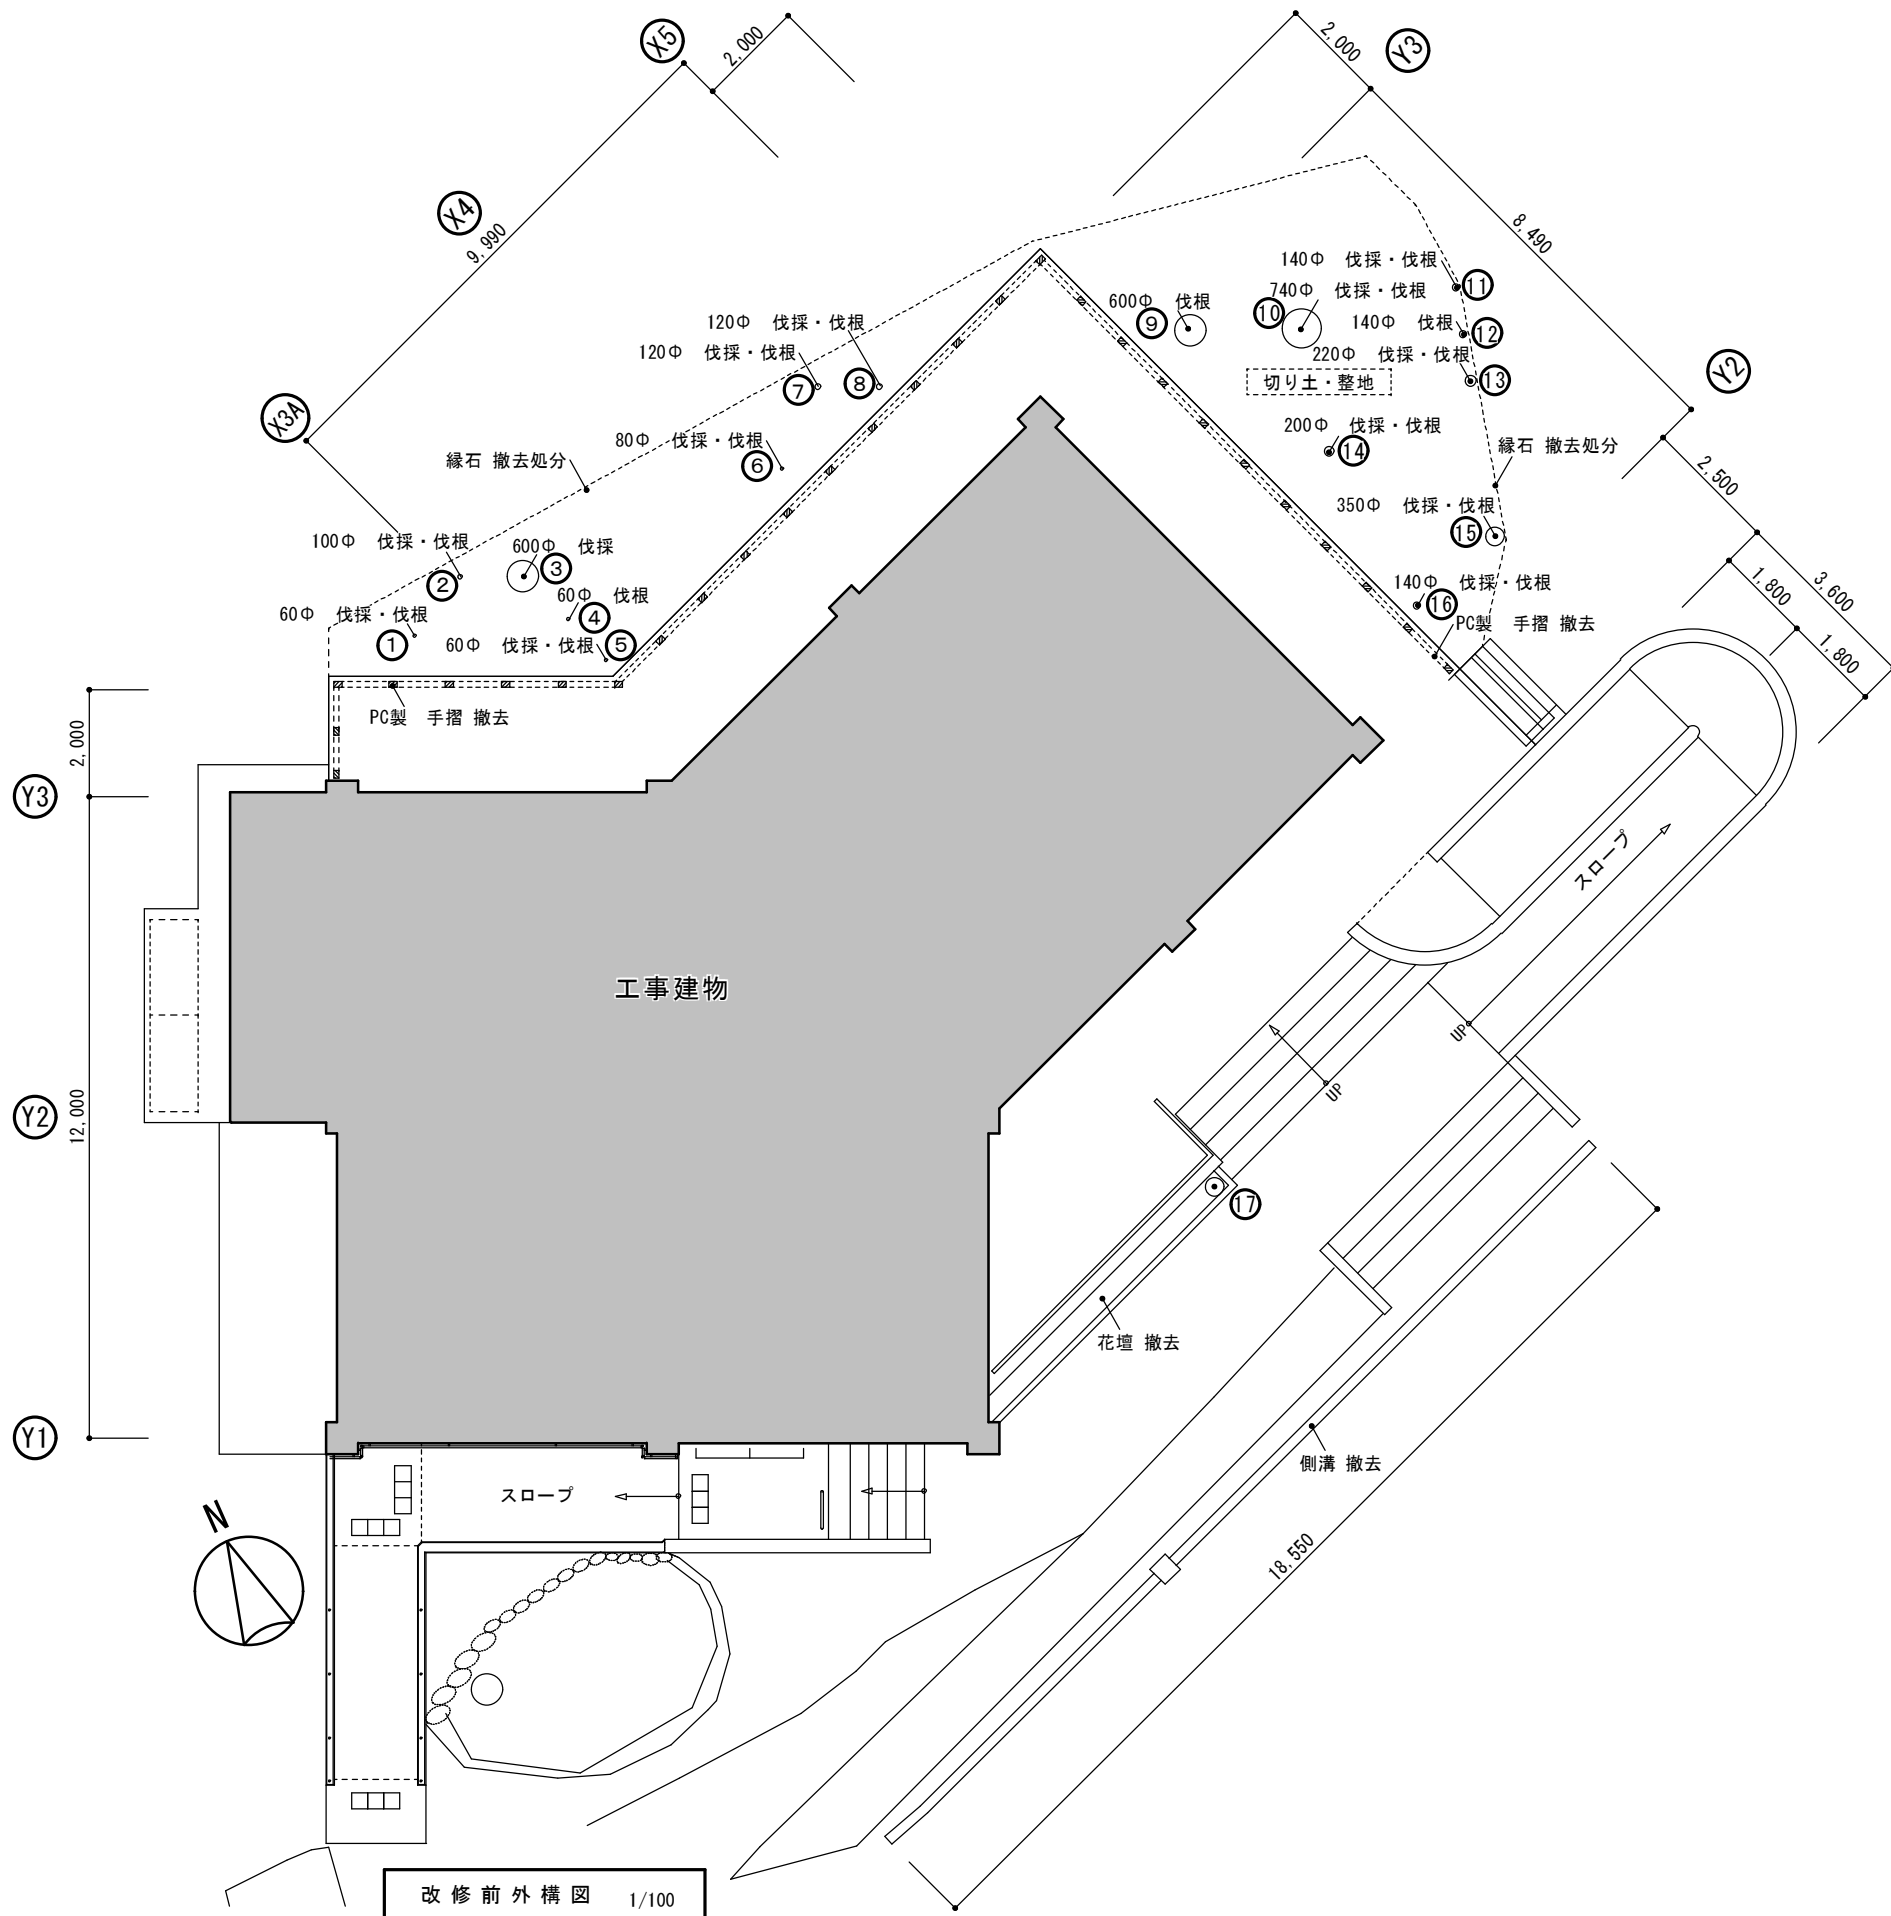 X5
2,000
2,000
Y3
X4
9,990
8,490
X3A
140Φ 伐採・伐根
⑪
740Φ 伐採・伐根
⑩
600Φ 伐根
⑨
140Φ 伐根
⑫
120Φ 伐採・伐根
⑧
120Φ 伐採・伐根
⑦
220Φ 伐採・伐根
⑬
切り土・整地
Y2
200Φ 伐採・伐根
⑭
80Φ 伐採・伐根
⑥
縁石 撤去処分
縁石 撤去処分
2,500
350Φ 伐採・伐根
⑮
100Φ 伐採・伐根
②
600Φ 伐採
③
140Φ 伐採・伐根
⑯
60Φ 伐根
④
60Φ 伐採・伐根
①
60Φ 伐採・伐根
⑤
PC製 手摺 撤去
1,800
3,600
1,800
PC製 手摺 撤去
2,000
Y3
スロープ
工事建物
UP
UP
Y2
12,000
⑰
花壇 撤去
Y1
側溝 撤去
スロープ
N
18,550
改修前外構図 1/100